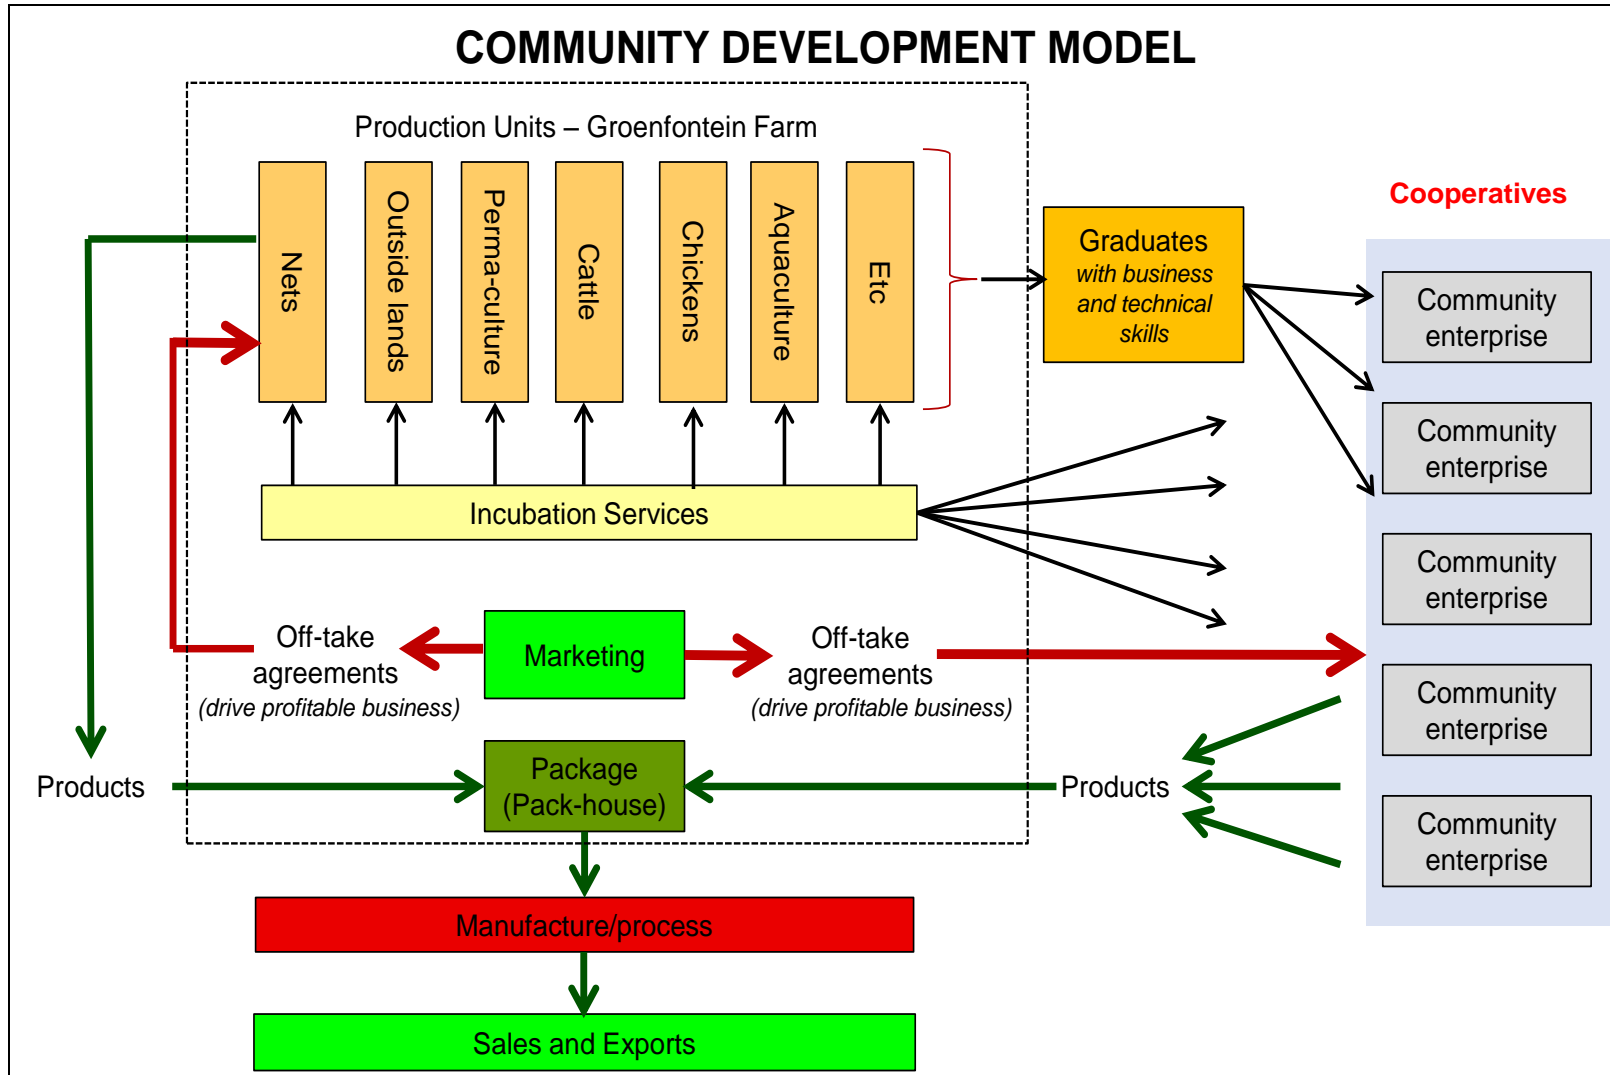 COMMUNITY DEVELOPMENT MODEL
Production Units – Groenfontein Farm
Nets
Outside lands
Perma-culture
Cattle
Chickens
Aquaculture
Etc
Graduates
with business
and technical
skills
Cooperatives
Community
enterprise
Community
enterprise
Community
enterprise
Community
enterprise
Community
enterprise
Incubation Services
Off-take
agreements
(drive profitable business)
Marketing
Off-take
agreements
(drive profitable business)
Products
Package
(Pack-house)
Products
Manufacture/process
Sales and Exports